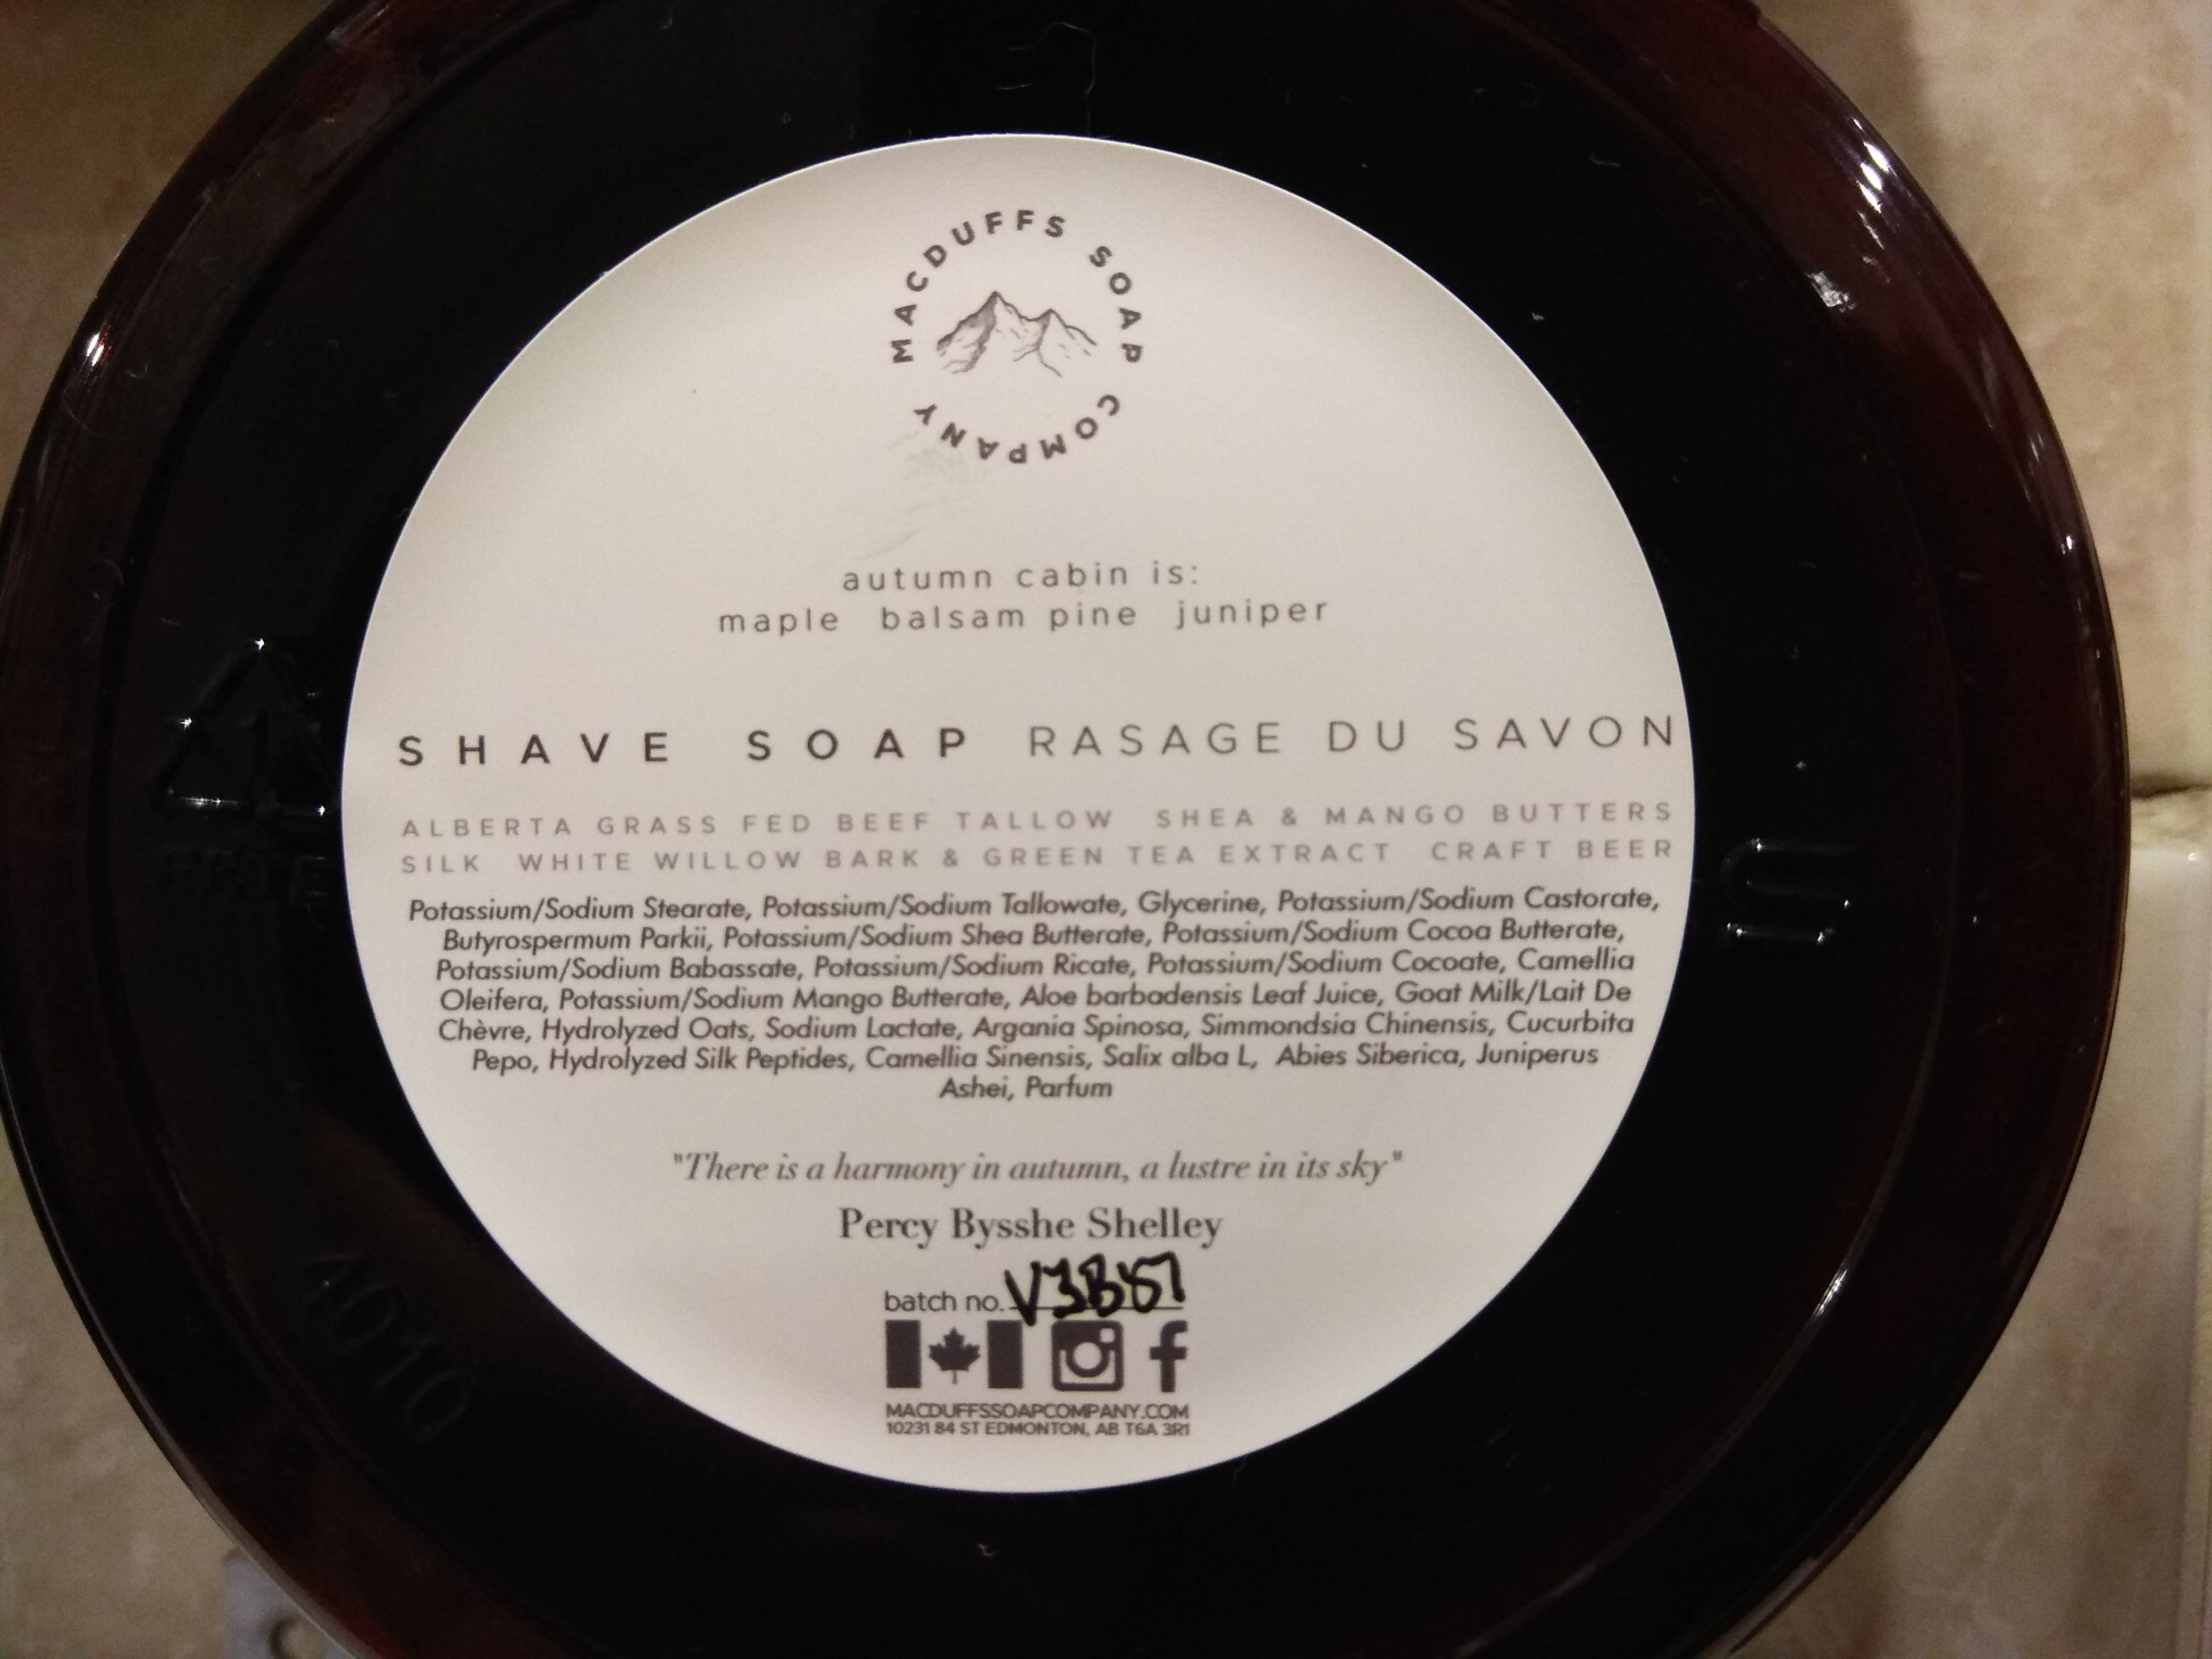 MACDUFFS SOAP COMPANY
autumn cabin is:
maple balsam pine juniper
SHAVE SOAP RASAGE DU SAVON
ALBERTA GRASS FED BEEF TALLOW SHEA & MANGO BUTTERS
SILK WHITE WILLOW BARK & GREEN TEA EXTRACT CRAFT BEER
Potassium/Sodium Stearate, Potassium/Sodium Tallowate, Glycerine, Potassium/Sodium Castorate,
Butyrospermum Parkii, Potassium/Sodium Shea Butterate, Potassium/Sodium Cocoa Butterate,
Potassium/Sodium Babassate, Potassium/Sodium Ricate, Potassium/Sodium Cocoate, Camellia
Oleifera, Potassium/Sodium Mango Butterate, Aloe barbadensis Leaf Juice, Goat Milk/Lait De
Chèvre, Hydrolyzed Oats, Sodium Lactate, Argania Spinosa, Simmondsia Chinensis, Cucurbita
Pepo, Hydrolyzed Silk Peptides, Camellia Sinensis, Salix alba L, Abies Siberica, Juniperus
Ashei, Parfum
"There is a harmony in autumn, a lustre in its sky"
Percy Bysshe Shelley
batch no.
MACDUFFSSOAPCOMPANY.COM
10231 84 ST EDMONTON, AB T6A 3R1
4010